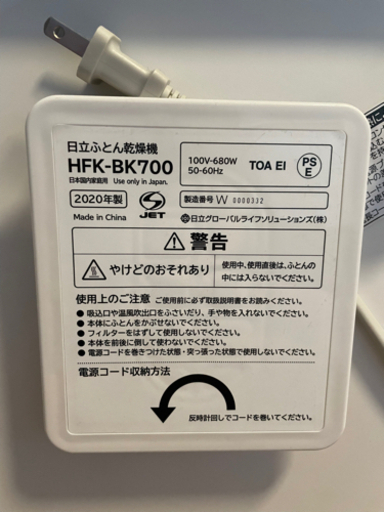 日立ふとん乾燥機
HFK-BK700
日本国内家庭用 Use only in Japan.
100V-680W
50-60Hz
TOA EI
PS
E
2020年製
Made in China
JET
製造番号 W 0000332
日立グローバルライフソリューションズ(株)
警告
やけどのおそれあり
使用中、使用直後は、ふとんの
中には入らないでください。
使用上のご注意 ご使用前に必ず取扱説明書をお読みください。
● 吸込口や温風吹出口をふさいだり、手や物を入れないでください。
● 本体にふとんをかぶせないでください。
● フィルターをはずして使用しないでください。
● 本体を前後に倒して使わないでください。
● 電源コードを巻きつけた状態・突っ張った状態で使用しないでください。
電源コード収納方法
反時計回しでコードを巻いてください。